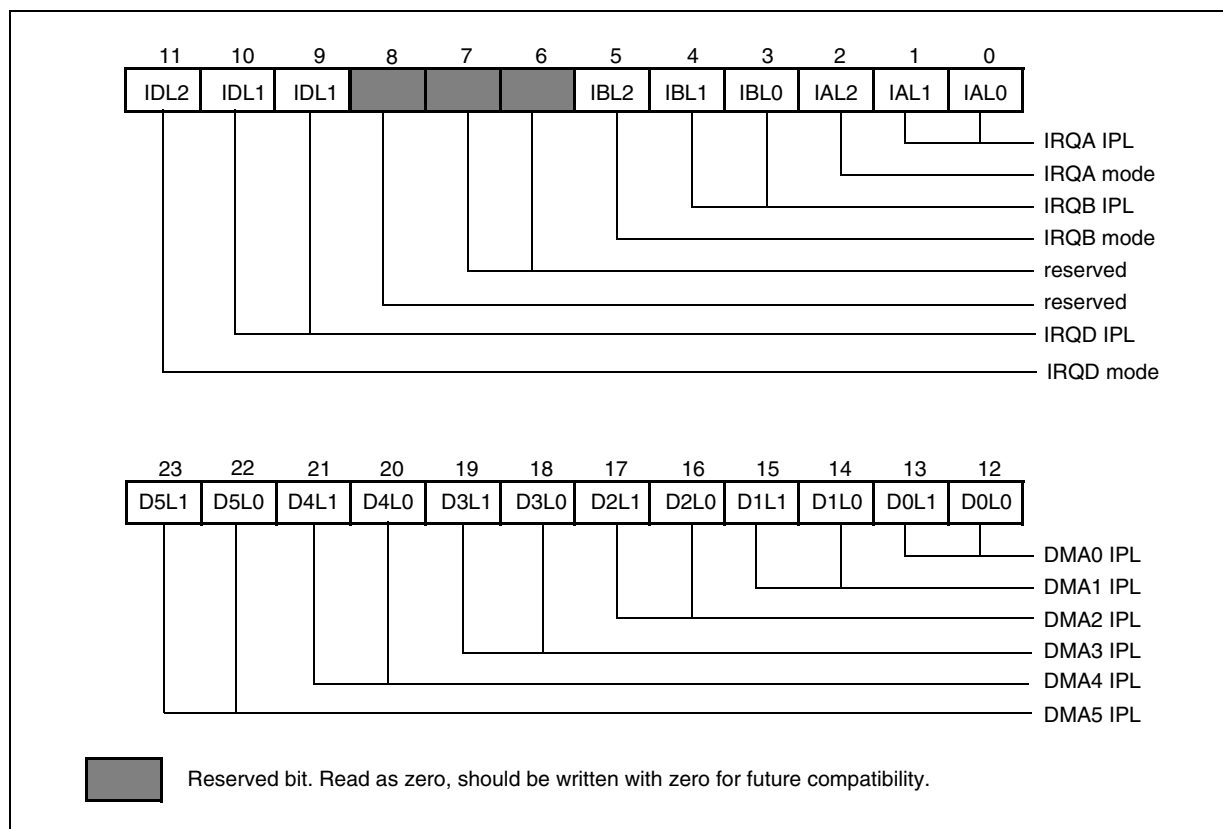 11 10 9 8 7 6 5 4 3 2 1 0
IDL2 IDL1 IDL1 IBL2 IBL1 IBL0 IAL2 IAL1 IAL0
IRQA IPL
IRQA mode
IRQB IPL
IRQB mode
reserved
reserved
IRQD IPL
IRQD mode
23 22 21 20 19 18 17 16 15 14 13 12
D5L1 D5L0 D4L1 D4L0 D3L1 D3L0 D2L1 D2L0 D1L1 D1L0 D0L1 D0L0
DMA0 IPL
DMA1 IPL
DMA2 IPL
DMA3 IPL
DMA4 IPL
DMA5 IPL
Reserved bit. Read as zero, should be written with zero for future compatibility.